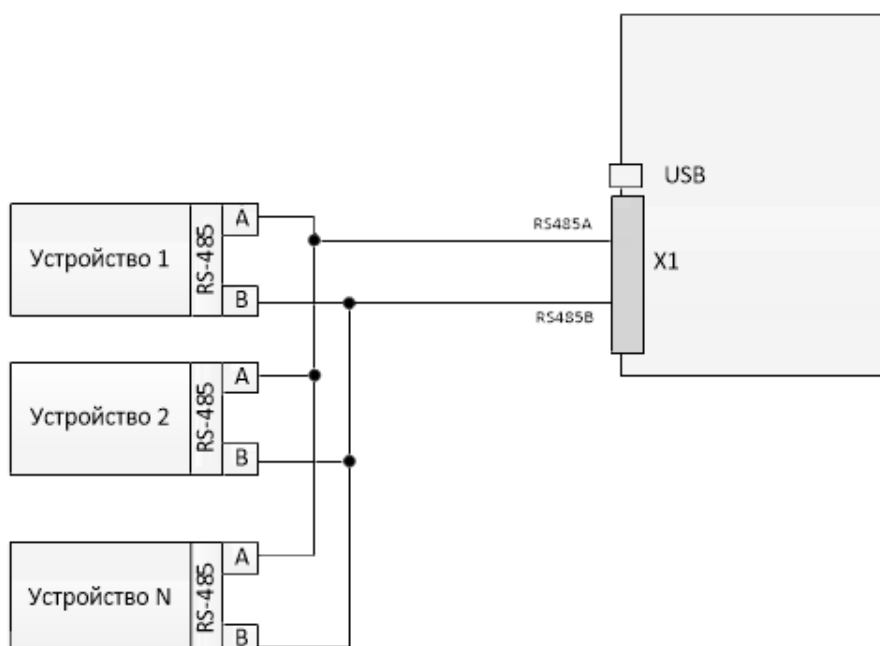 USB
RS485A
X1
RS485B
Устройство 1
RS-485
A
B
Устройство 2
RS-485
A
B
Устройство N
RS-485
A
B